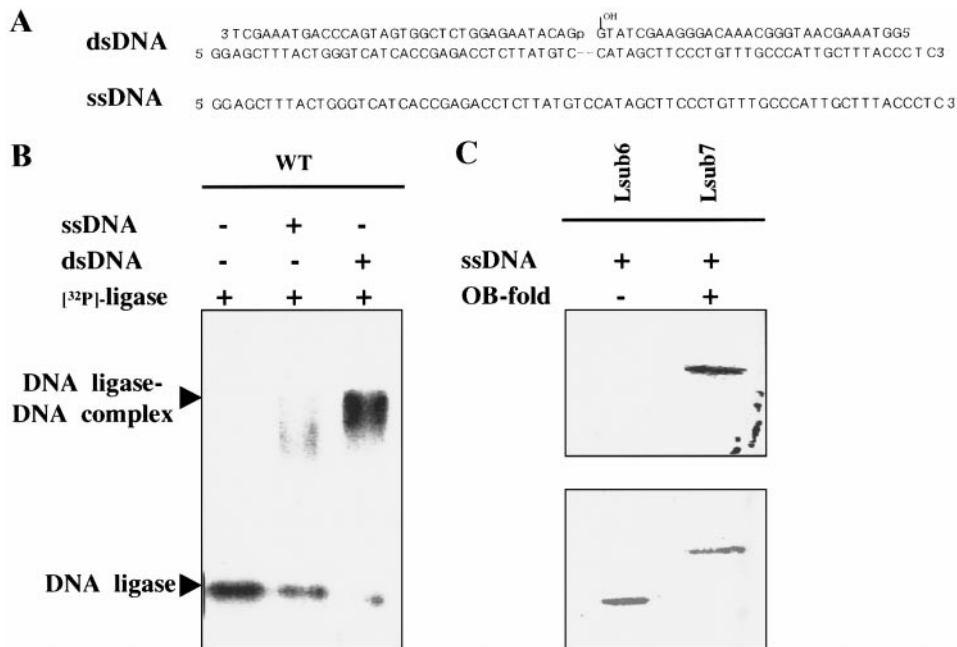 A
OH
3'TCGAAATGACCCAGTAGTGGCTCTGGAGAATACAGp GTATCGAAGGGACAAACGGGTAACGAAATGG5'
dsDNA
5' GGAGCTTTACTGGGTCATCACCGAGACCTCTTATGTC--CATAGCTTCCCTGTTTGCCCATTGCTTTACCCTC3'
ssDNA 5' GGAGCTTTACTGGGTCATCACCGAGACCTCTTATGTCCATAGCTTCCCTGTTTGCCCATTGCTTTACCCTC3'
B
WT
ssDNA - + -
dsDNA - - +
[32P]-ligase + + +
DNA ligase-
DNA complex
DNA ligase
C
Lsub6
Lsub7
ssDNA + +
OB-fold - +